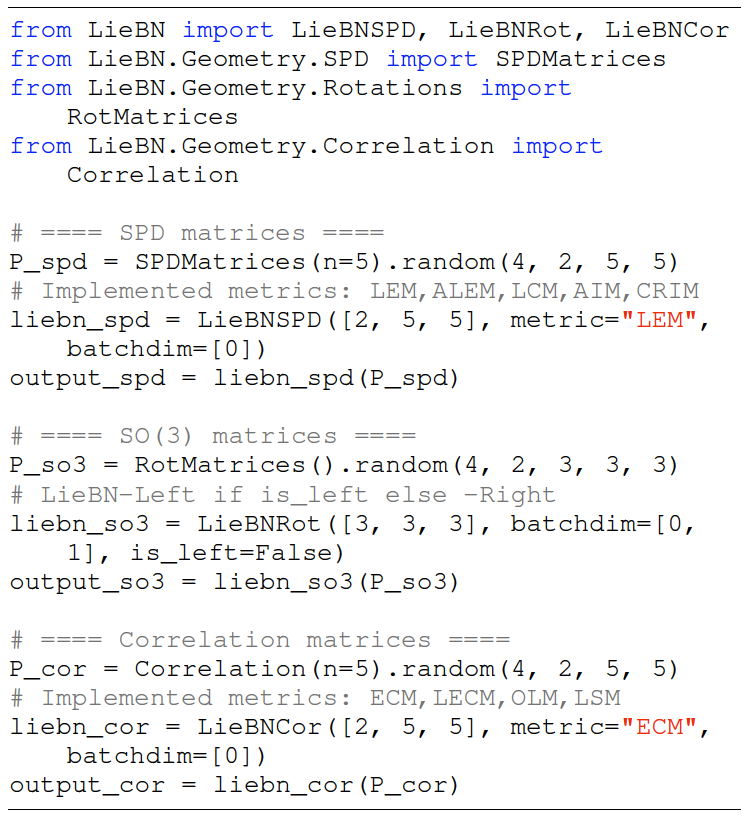 from LieBN import LieBNSPD, LieBNRot, LieBNCor
from LieBN.Geometry.SPD import SPDMatrices
from LieBN.Geometry.Rotations import
RotMatrices
from LieBN.Geometry.Correlation import
Correlation
# ==== SPD matrices ====
P_spd = SPDMatrices(n=5).random(4, 2, 5, 5)
# Implemented metrics: LEM,ALEM,LCM,AIM,CRIM
liebn_spd = LieBNSPD([2, 5, 5], metric="LEM",
batchdim=[0])
output_spd = liebn_spd(P_spd)
# ==== SO(3) matrices ====
P_so3 = RotMatrices().random(4, 2, 3, 3, 3)
# LieBN-Left if is_left else -Right
liebn_so3 = LieBNRot([3, 3, 3], batchdim=[0,
1], is_left=False)
output_so3 = liebn_so3(P_so3)
# ==== Correlation matrices ====
P_cor = Correlation(n=5).random(4, 2, 5, 5)
# Implemented metrics: ECM,LECM,OLM,LSM
liebn_cor = LieBNCor([2, 5, 5], metric="ECM",
batchdim=[0])
output_cor = liebn_cor(P_cor)